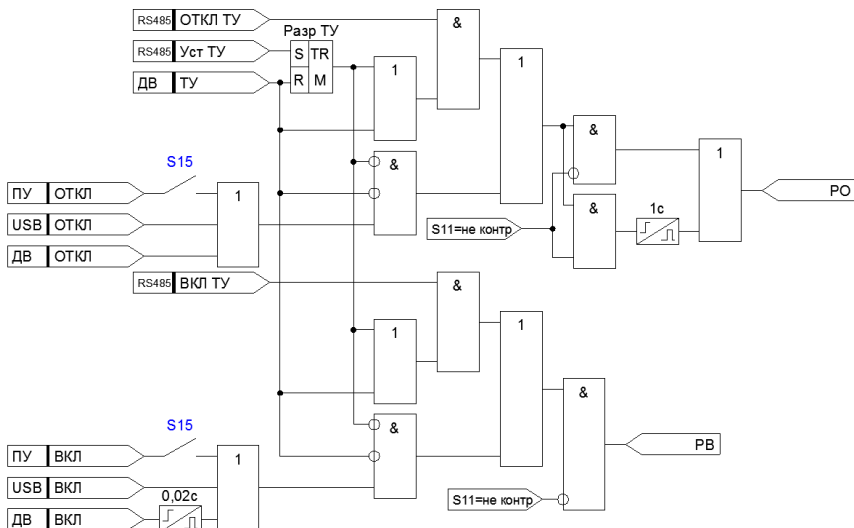 RS485 ОТКЛ ТУ
&
Разр ТУ
RS485 Уст ТУ
S TR
1
1
ДВ ТУ
R M
&
1
S15
&
ПУ ОТКЛ
1
&
1с
РО
USB ОТКЛ
S11=не контр
ДВ ОТКЛ
RS485 ВКЛ ТУ
&
1
1
&
S15
&
ПУ ВКЛ
1
РВ
USB ВКЛ
0,02с
S11=не контр
ДВ ВКЛ